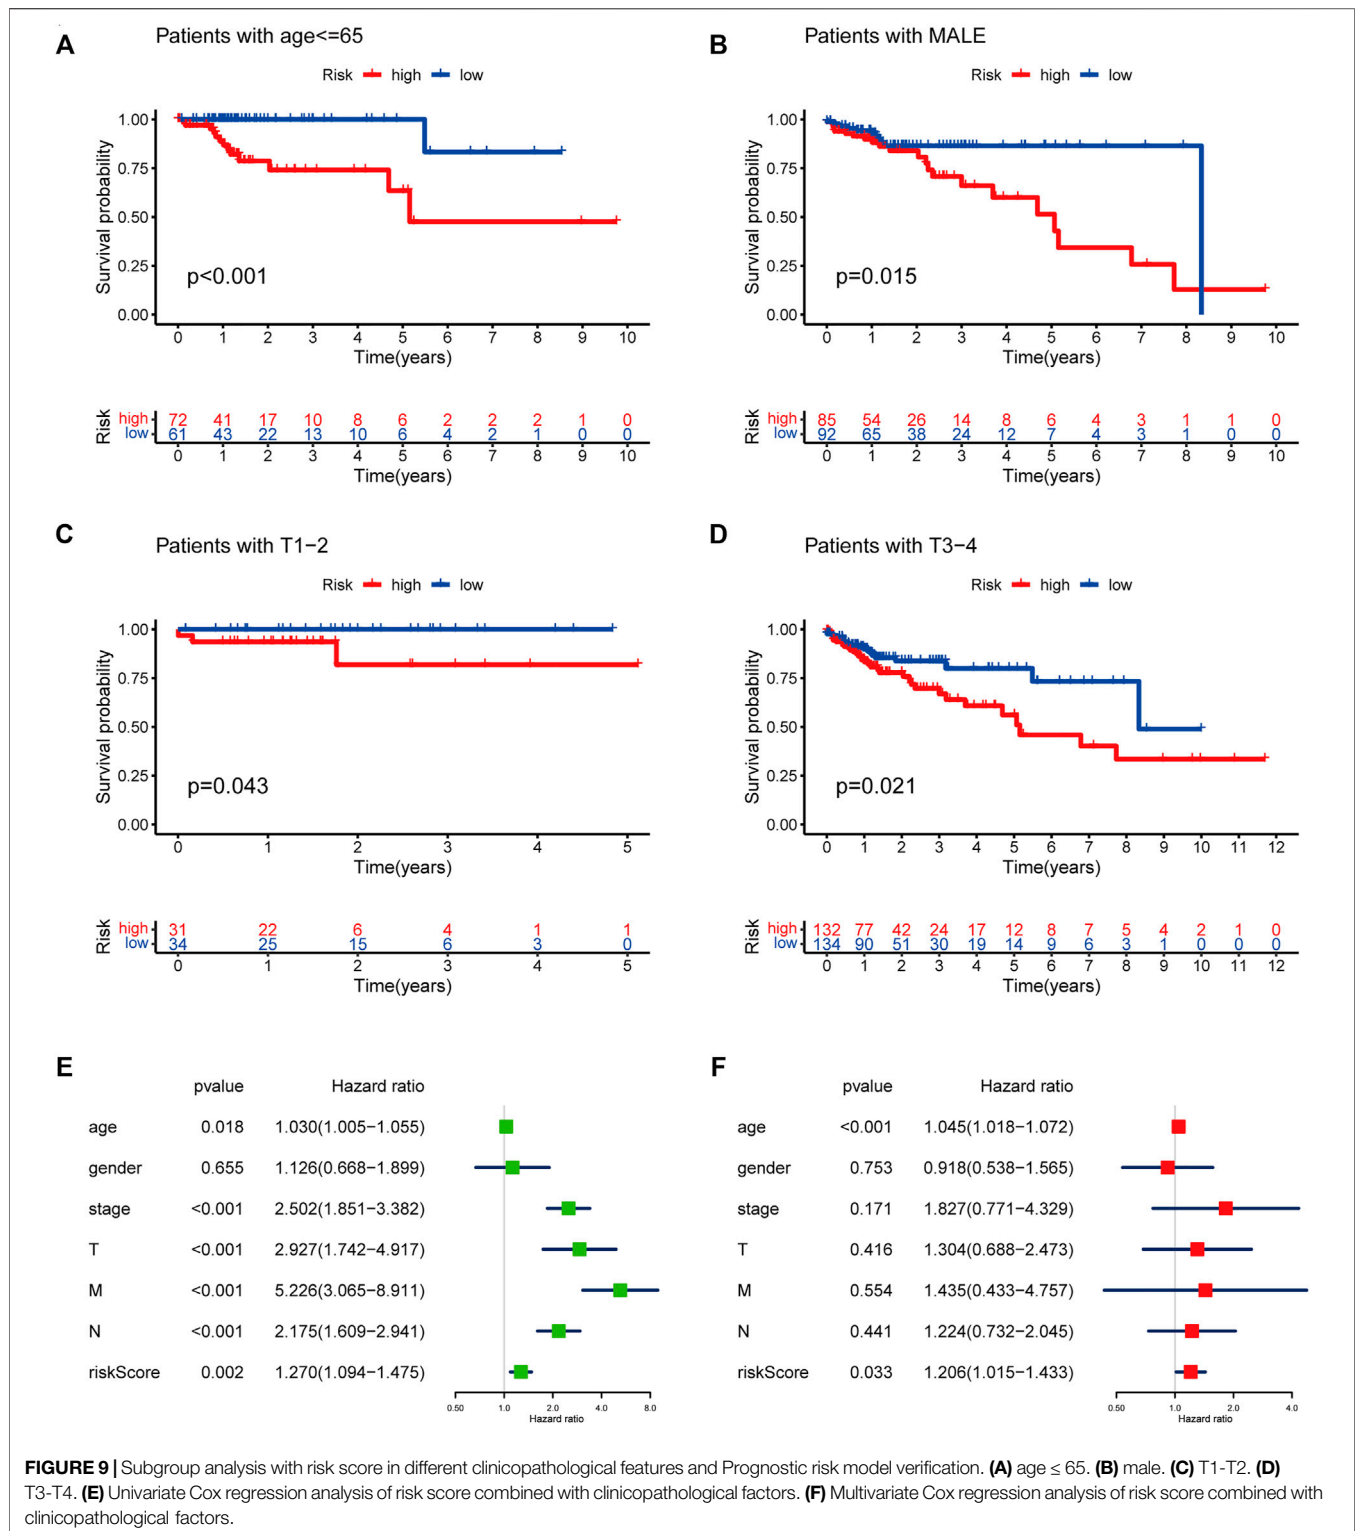 A
Patients with age<=65
Risk high low
Survival probability
1.00
0.75
0.50
0.25
0.00
p<0.001
0 1 2 3 4 5 6 7 8 9 10
Time(years)
Risk
high 72 41 17 10 8 6 2 2 2 1 0
low 61 43 22 13 10 6 4 2 1 0 0
0 1 2 3 4 5 6 7 8 9 10
Time(years)
B
Patients with MALE
Risk high low
Survival probability
1.00
0.75
0.50
0.25
0.00
p=0.015
0 1 2 3 4 5 6 7 8 9 10
Time(years)
Risk
high 85 54 26 14 8 6 4 3 1 1 0
low 92 65 38 24 12 7 4 3 1 0 0
0 1 2 3 4 5 6 7 8 9 10
Time(years)
C
Patients with T1−2
Risk high low
Survival probability
1.00
0.75
0.50
0.25
0.00
p=0.043
0 1 2 3 4 5
Time(years)
Risk
high 31 22 6 4 1 1
low 34 25 15 6 3 0
0 1 2 3 4 5
Time(years)
D
Patients with T3−4
Risk high low
Survival probability
1.00
0.75
0.50
0.25
0.00
p=0.021
0 1 2 3 4 5 6 7 8 9 10 11 12
Time(years)
Risk
high 132 77 42 24 17 12 8 7 5 4 2 1 0
low 134 90 51 30 19 14 9 6 3 1 0 0 0
0 1 2 3 4 5 6 7 8 9 10 11 12
Time(years)
E
pvalue Hazard ratio
age 0.018 1.030(1.005−1.055)
gender 0.655 1.126(0.668−1.899)
stage <0.001 2.502(1.851−3.382)
T <0.001 2.927(1.742−4.917)
M <0.001 5.226(3.065−8.911)
N <0.001 2.175(1.609−2.941)
riskScore 0.002 1.270(1.094−1.475)
0.50 1.0 2.0 4.0 8.0
Hazard ratio
F
pvalue Hazard ratio
age <0.001 1.045(1.018−1.072)
gender 0.753 0.918(0.538−1.565)
stage 0.171 1.827(0.771−4.329)
T 0.416 1.304(0.688−2.473)
M 0.554 1.435(0.433−4.757)
N 0.441 1.224(0.732−2.045)
riskScore 0.033 1.206(1.015−1.433)
0.50 1.0 2.0 4.0
Hazard ratio
FIGURE 9 | Subgroup analysis with risk score in different clinicopathological features and Prognostic risk model verification. (A) age ≤ 65. (B) male. (C) T1-T2. (D)
T3-T4. (E) Univariate Cox regression analysis of risk score combined with clinicopathological factors. (F) Multivariate Cox regression analysis of risk score combined with
clinicopathological factors.